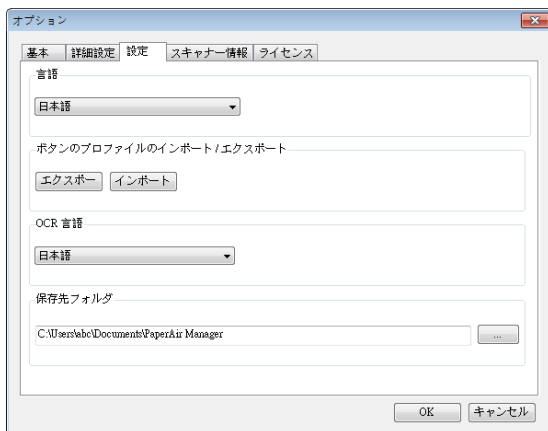 オプション
基本 詳細設定 設定 スキャナー情報 ライセンス
言語
日本語
ボタンのプロファイルのインポート / エクスポート
エクスポー インポート
OCR 言語
日本語
保存先フォルダ
C:\Users\abc\Documents\PaperAir Manager
...
OK キャンセル